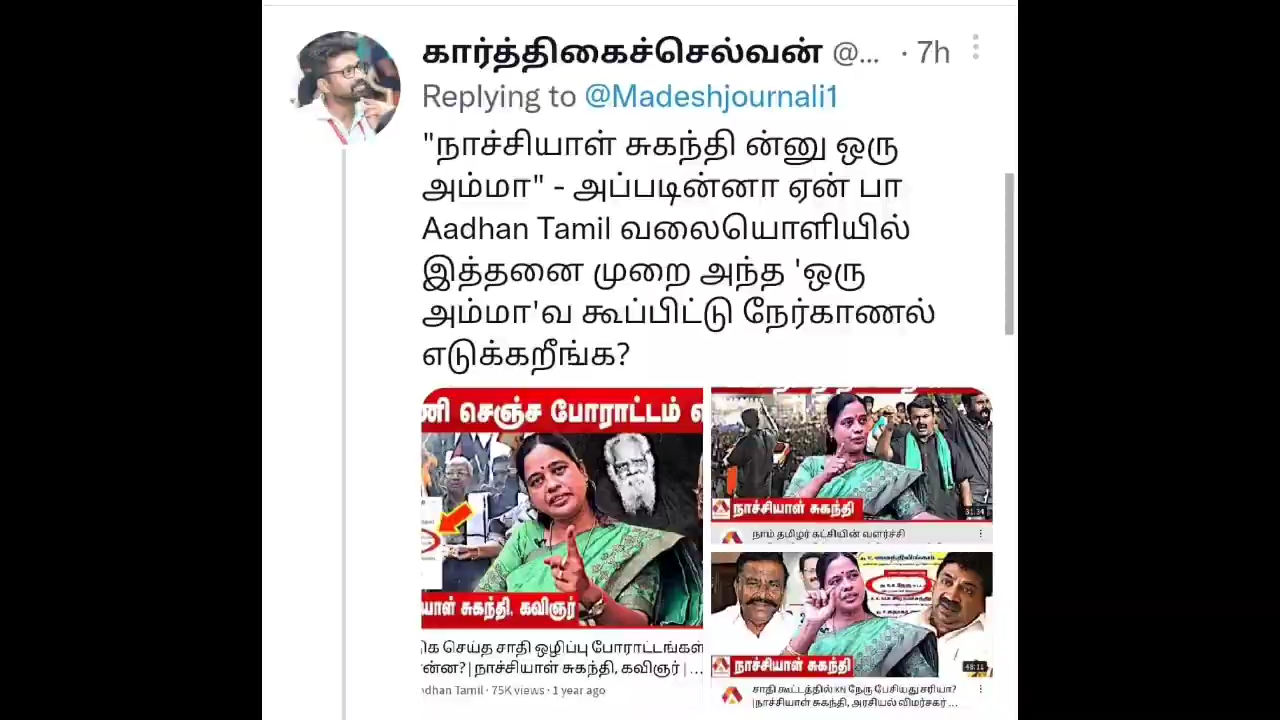 கார்த்திகைச்செல்வன் @... · 7h
Replying to @Madeshjournali1
"நாச்சியாள் சுகந்தி ன்னு ஒரு
அம்மா" - அப்படின்னா ஏன் பா
Aadhan Tamil வலையொளியில்
இத்தனை முறை அந்த 'ஒரு
அம்மா'வ கூப்பிட்டு நேர்காணல்
எடுக்கறீங்க?
ணி செஞ்ச போராட்டம்
யாள் சுகந்தி, கவிஞர்
செய்த சாதி ஒழிப்பு போராட்டங்கள்
ன்ன? | நாச்சியாள் சுகந்தி, கவிஞர் | ...
dhan Tamil · 75K views · 1 year ago
நாச்சியாள் சுகந்தி
31:34
நாம் தமிழர் கட்சியின் வளர்ச்சி
நாச்சியாள் சுகந்தி
48:11
சாதி கூட்டத்தில் KN நேரு பேசியது சரியா?
|நாச்சியாள் சுகந்தி, அரசியல் விமர்சகர் ...